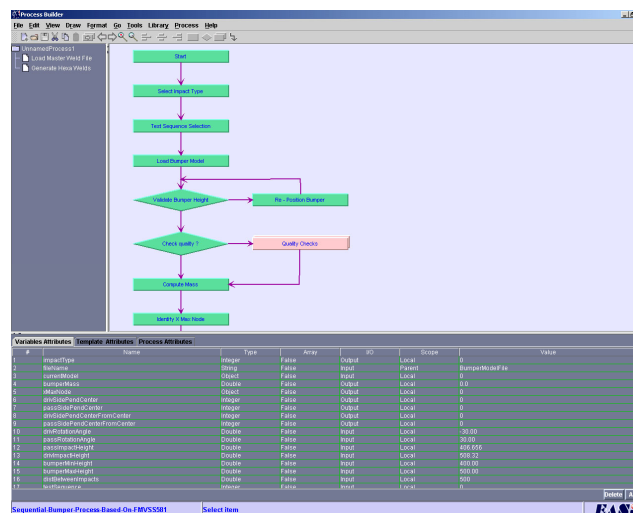 Process Builder
File Edit View Draw Format Go Tools Library Process Help
UnnamedProcess1
Load Master Weld File
Generate Hexa Welds
Start
Select Impact Type
Test Sequence Selection
Load Bumper Model
Validate Bumper Height
Re - Position Bumper
Check quality ?
Quality Checks
Compute Mass
Identify X Max Node
Variables Attributes Template Attributes Process Attributes
# Name Type Array I/O Scope Value
1 impactType Integer False Output Local 0
2 fileName String False Input Parent BumperModelFile
3 currentModel Object False Input Local 0
4 bumperMass Double False Output Local 0.0
5 xMaxNode Object False Output Local 0
6 drivSidePendCenter Integer False Output Local 0
7 passSidePendCenter Integer False Output Local 0
8 drivSidePendCenterFromCenter Integer False Output Local 0
9 passSidePendCenterFromCenter Integer False Output Local 0
10 drivRotationAngle Double False Input Local -30.00
11 passRotationAngle Double False Input Local 30.00
12 passImpactHeight Double False Input Local 406.656
13 drivImpactHeight Double False Input Local 508.32
14 bumperMinHeight Double False Input Local 400.00
15 bumperMaxHeight Double False Input Local 500.00
16 distBetweenImpacts Double False Input Local 500
17 testSequence Integer False Input Local 0
Delete A
Sequential-Bumper-Process-Based-On-FMVSS581 Select item